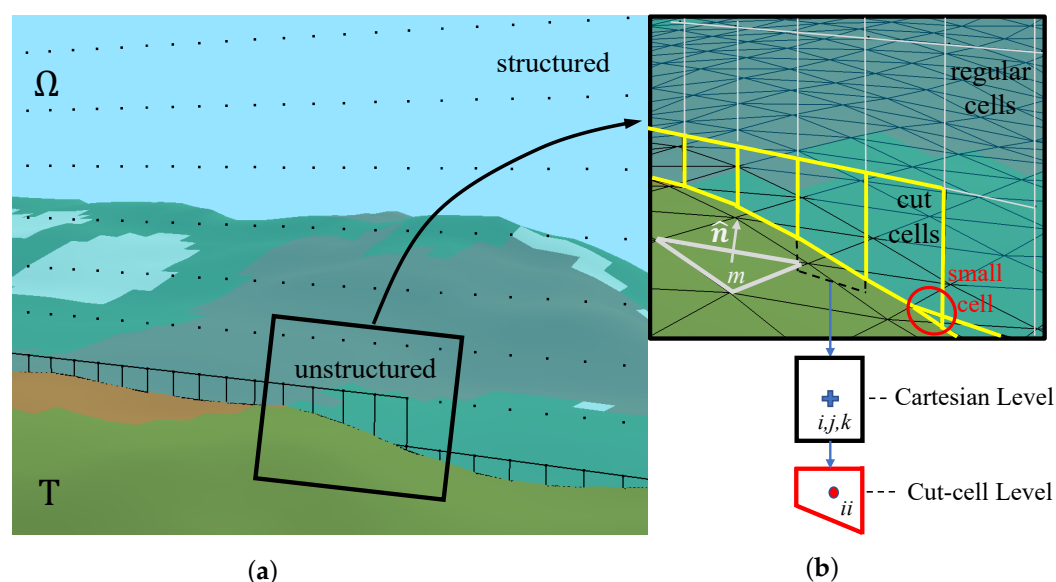 Ω
structured
unstructured
T
(a)
regular
cells
cut
cells
n̂
m
small
cell
i,j,k
Cartesian Level
ii
Cut-cell Level
(b)